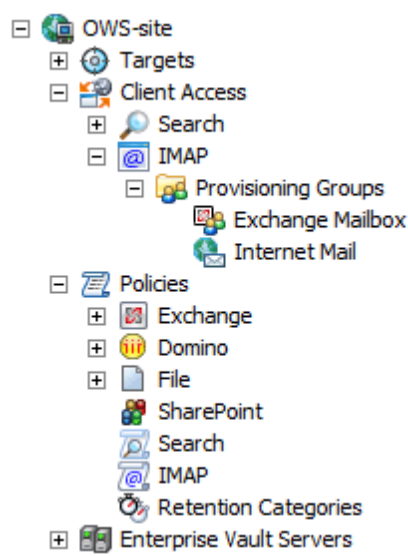 OWS-site
Targets
Client Access
Search
IMAP
Provisioning Groups
Exchange Mailbox
Internet Mail
Policies
Exchange
Domino
File
SharePoint
Search
IMAP
Retention Categories
Enterprise Vault Servers